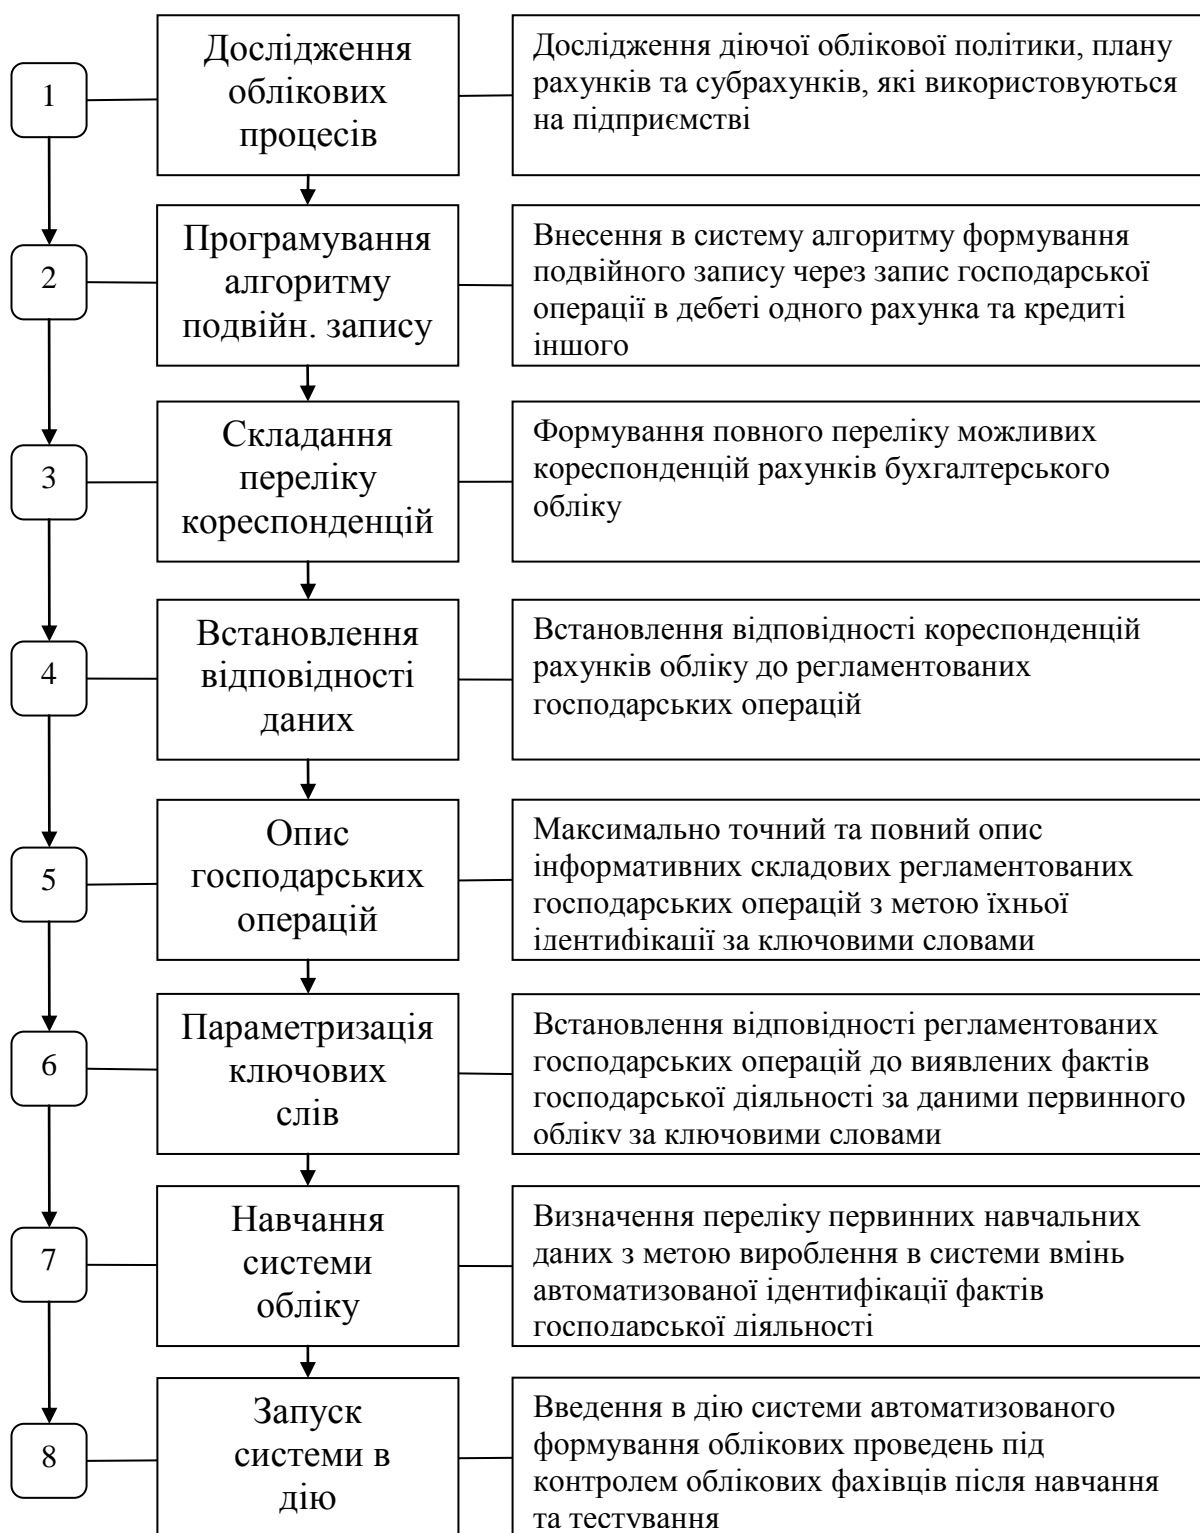 1
Дослідження
облікових
процесів
Дослідження діючої облікової політики, плану
рахунків та субрахунків, які використовуються
на підприємстві
2
Програмування
алгоритму
подвійн. запису
Внесення в систему алгоритму формування
подвійного запису через запис господарської
операції в дебеті одного рахунка та кредиті
іншого
3
Складання
переліку
кореспонденцій
Формування повного переліку можливих
кореспонденцій рахунків бухгалтерського
обліку
4
Встановлення
відповідності
даних
Встановлення відповідності кореспонденцій
рахунків обліку до регламентованих
господарських операцій
5
Опис
господарських
операцій
Максимально точний та повний опис
інформативних складових регламентованих
господарських операцій з метою їхньої
ідентифікації за ключовими словами
6
Параметризація
ключових
слів
Встановлення відповідності регламентованих
господарських операцій до виявлених фактів
господарської діяльності за даними первинного
обліку за ключовими словами
7
Навчання
системи
обліку
Визначення переліку первинних навчальних
даних з метою вироблення в системи вмінь
автоматизованої ідентифікації фактів
господарської діяльності
8
Запуск
системи в
дію
Введення в дію системи автоматизованого
формування облікових проведень під
контролем облікових фахівців після навчання
та тестування